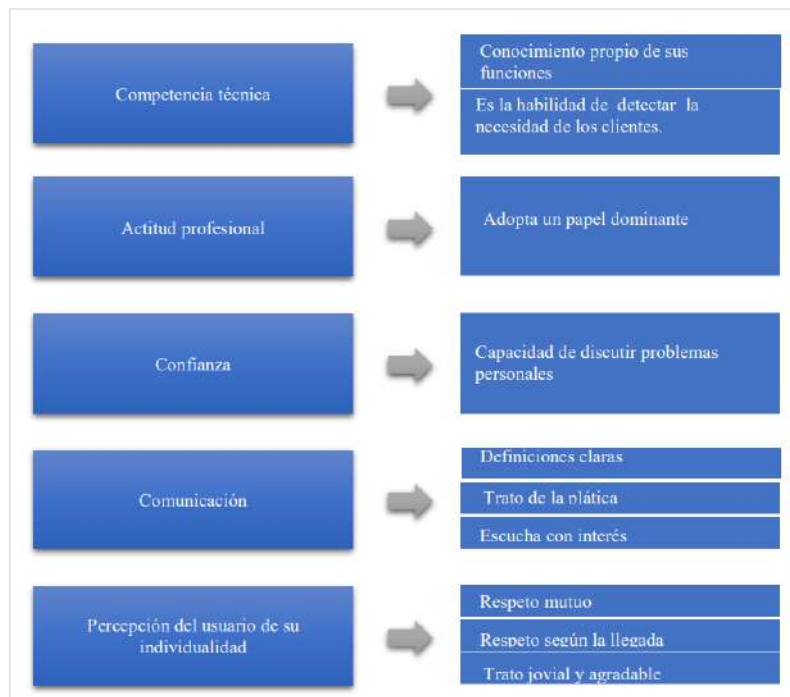 Competencia técnica
Conocimiento propio de sus
funciones
Es la habilidad de detectar la
necesidad de los clientes.
Actitud profesional
Adopta un papel dominante
Confianza
Capacidad de discutir problemas
personales
Comunicación
Definiciones claras
Trato de la plática
Escucha con interés
Percepción del usuario de su
individualidad
Respeto mutuo
Respeto según la llegada
Trato jovial y agradable